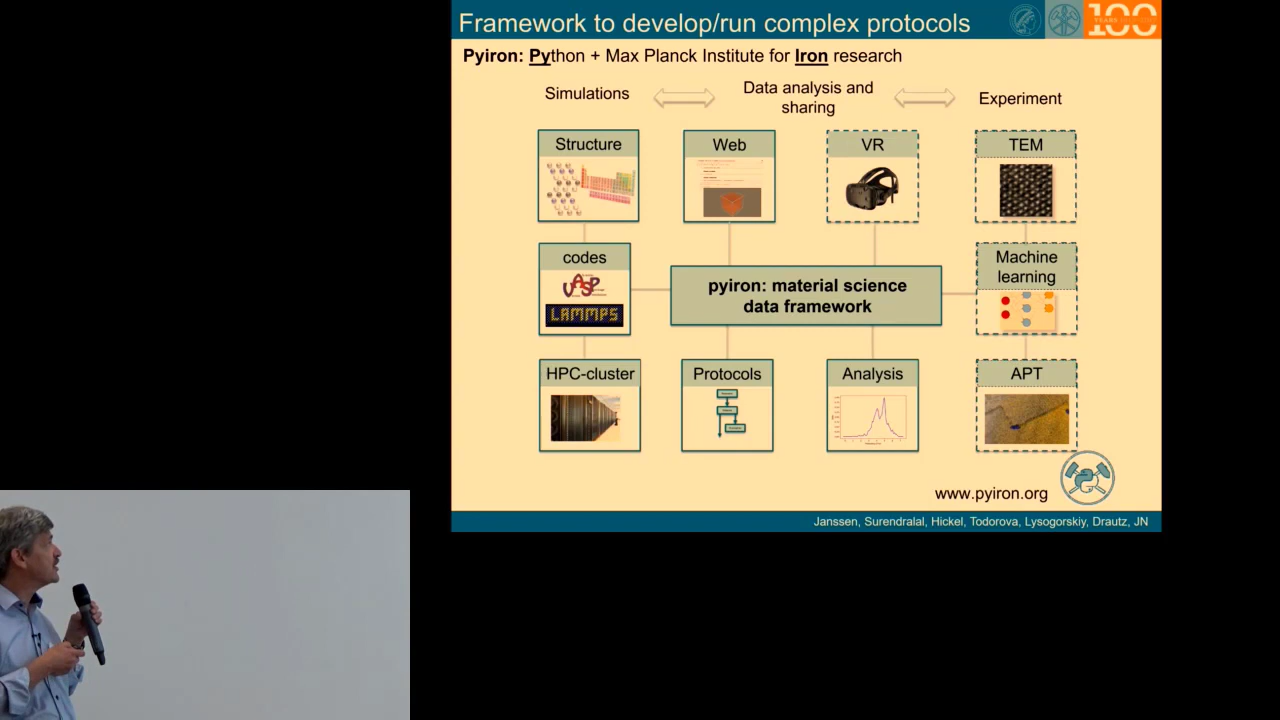 Framework to develop/run complex protocols
100
Pyiron: Python + Max Planck Institute for Iron research
Simulations
Data analysis and
sharing
Experiment
Structure
Web
VR
TEM
codes
VASP
LAMMPS
pyiron: material science
data framework
Machine
learning
HPC-cluster
Protocols
Analysis
APT
www.pyiron.org
Janssen, Surendralal, Hickel, Todorova, Lysogorskiy, Drautz, JN